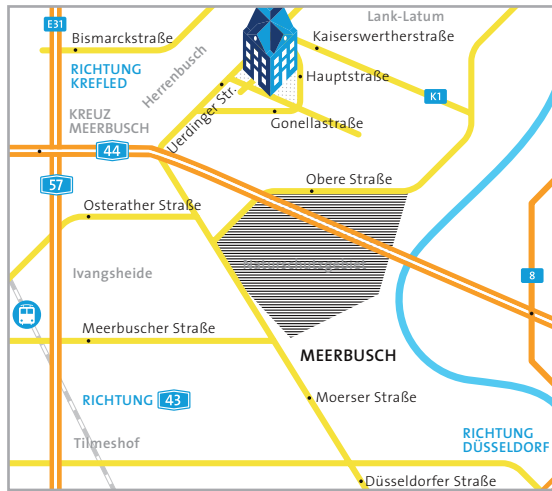 E31
Lank-Latum
Bismarckstraße
Kaiserswertherstraße
RICHTUNG
KREFLED
Herrenbusch
Hauptstraße
Uerdinger Str.
K1
KREUZ
MEERBUSCH
Gonellastraße
44
57
Obere Straße
Osterather Straße
Ivangsheide
8
Meerbuscher Straße
MEERBUSCH
RICHTUNG 43
Moerser Straße
Tilmeshof
RICHTUNG
DÜSSELDORF
Düsseldorfer Straße